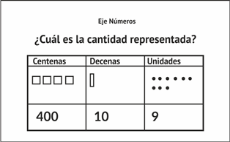 Eje Números
¿Cuál es la cantidad representada?
Centenas Decenas Unidades
400 10 9